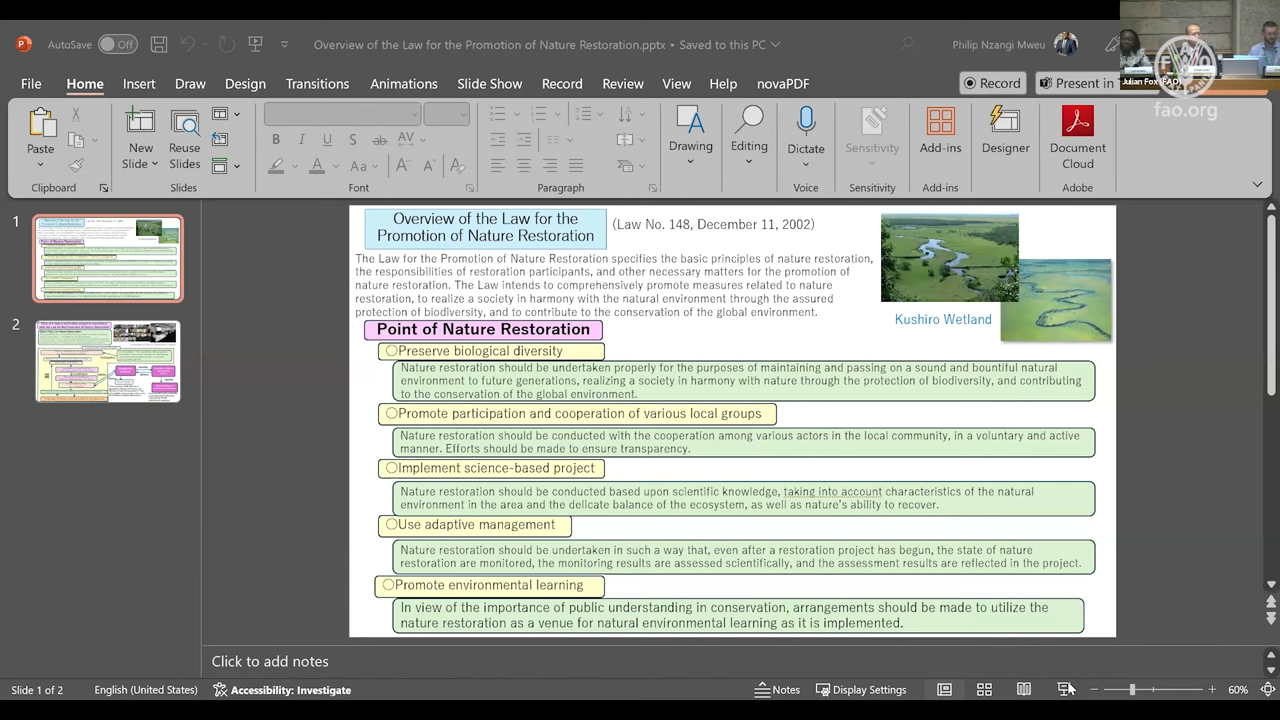 AutoSave Off
Overview of the Law for the Promotion of Nature Restoration.pptx • Saved to this PC
Philip Nzangi Mweu
Julian Fox (FAO)
fao.org
File Home Insert Draw Design Transitions Animations Slide Show Record Review View Help novaPDF
Record
Present in
Paste
New Slide
Reuse Slides
Drawing
Editing
Dictate
Sensitivity
Add-ins
Designer
Document Cloud
Clipboard
Slides
Font
Paragraph
Voice
Sensitivity
Add-ins
Adobe
1
2
Overview of the Law for the
Promotion of Nature Restoration
(Law No. 148, December 11, 2002)
The Law for the Promotion of Nature Restoration specifies the basic principles of nature restoration,
the responsibilities of restoration participants, and other necessary matters for the promotion of
nature restoration. The Law intends to comprehensively promote measures related to nature
restoration, to realize a society in harmony with the natural environment through the assured
protection of biodiversity, and to contribute to the conservation of the global environment.
Kushiro Wetland
Point of Nature Restoration
○Preserve biological diversity
Nature restoration should be undertaken properly for the purposes of maintaining and passing on a sound and bountiful natural
environment to future generations, realizing a society in harmony with nature through the protection of biodiversity, and contributing
to the conservation of the global environment.
○Promote participation and cooperation of various local groups
Nature restoration should be conducted with the cooperation among various actors in the local community, in a voluntary and active
manner. Efforts should be made to ensure transparency.
○Implement science-based project
Nature restoration should be conducted based upon scientific knowledge, taking into account characteristics of the natural
environment in the area and the delicate balance of the ecosystem, as well as nature's ability to recover.
○Use adaptive management
Nature restoration should be undertaken in such a way that, even after a restoration project has begun, the state of nature
restoration are monitored, the monitoring results are assessed scientifically, and the assessment results are reflected in the project.
○Promote environmental learning
In view of the importance of public understanding in conservation, arrangements should be made to utilize the
nature restoration as a venue for natural environmental learning as it is implemented.
Click to add notes
Slide 1 of 2
English (United States)
Accessibility: Investigate
Notes
Display Settings
60%